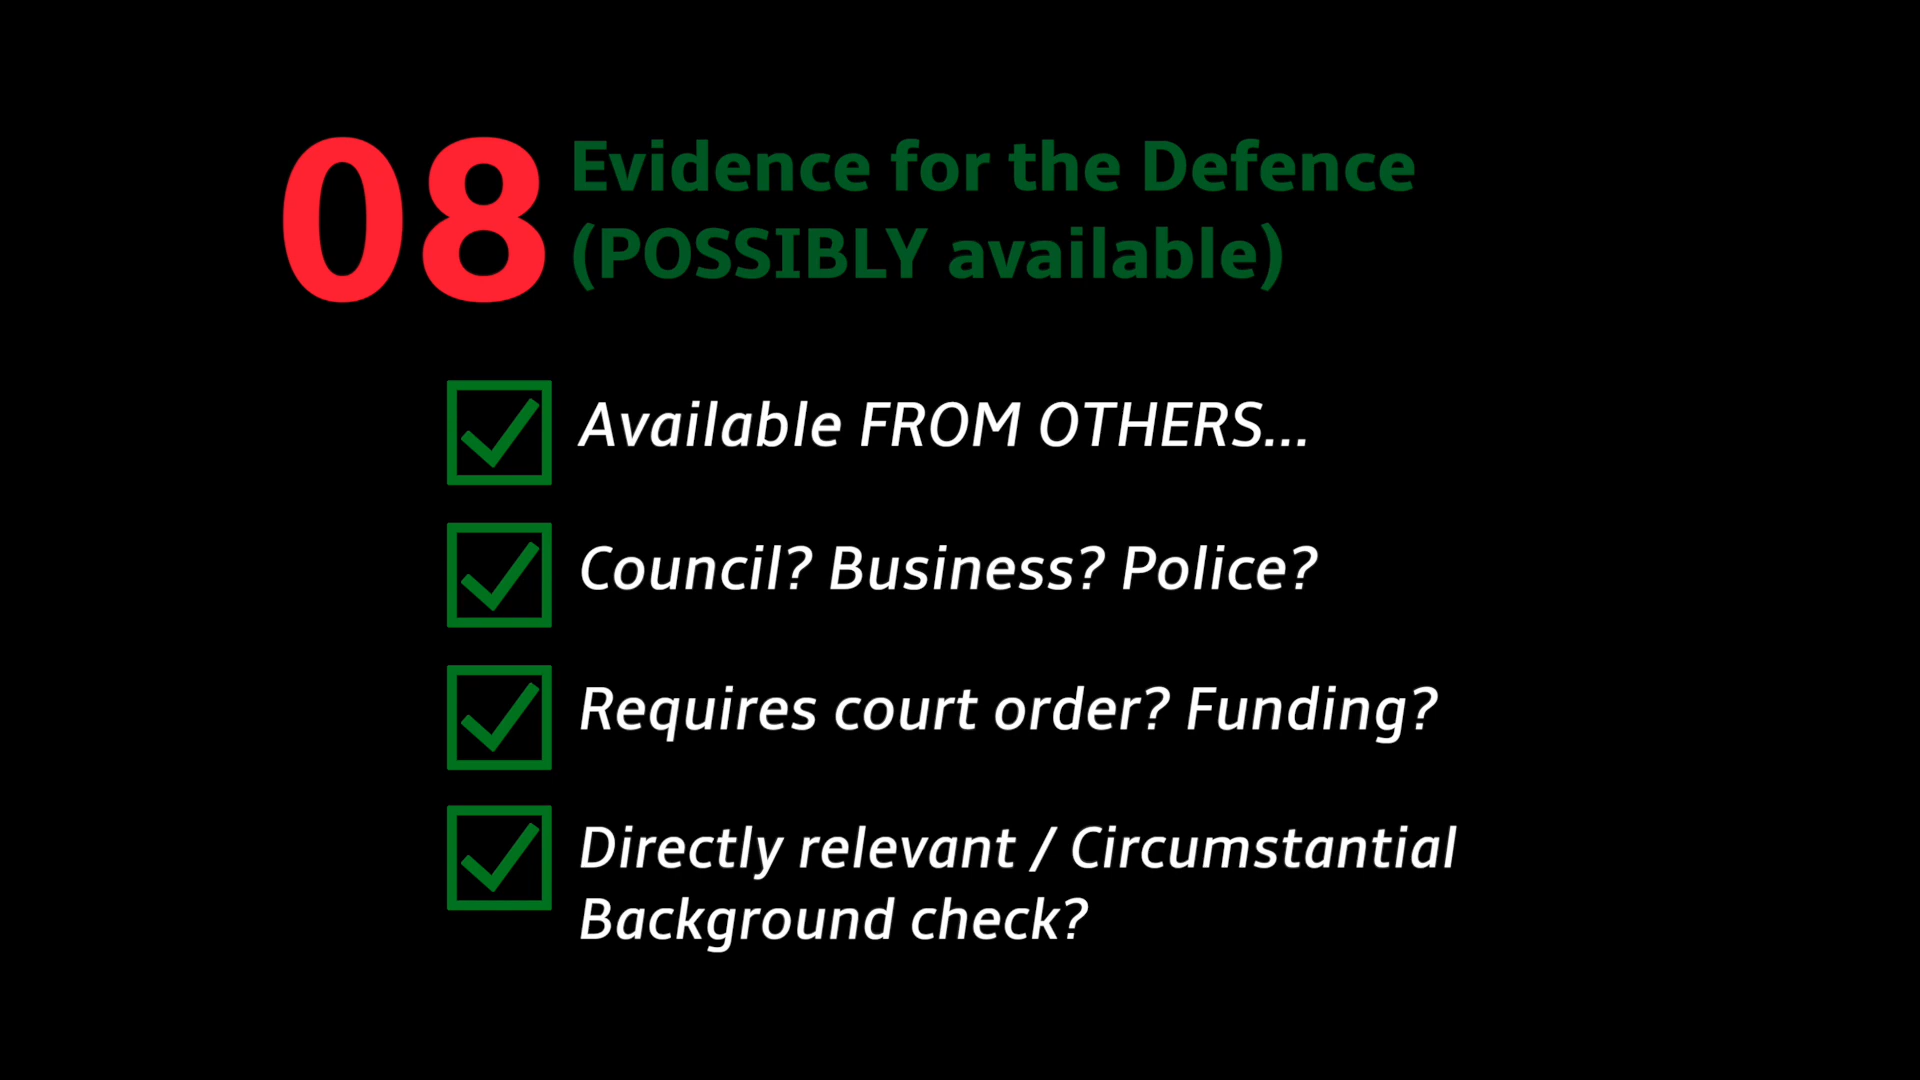 08
Evidence for the Defence
(POSSIBLY available)
Available FROM OTHERS...
Council? Business? Police?
Requires court order? Funding?
Directly relevant / Circumstantial
Background check?